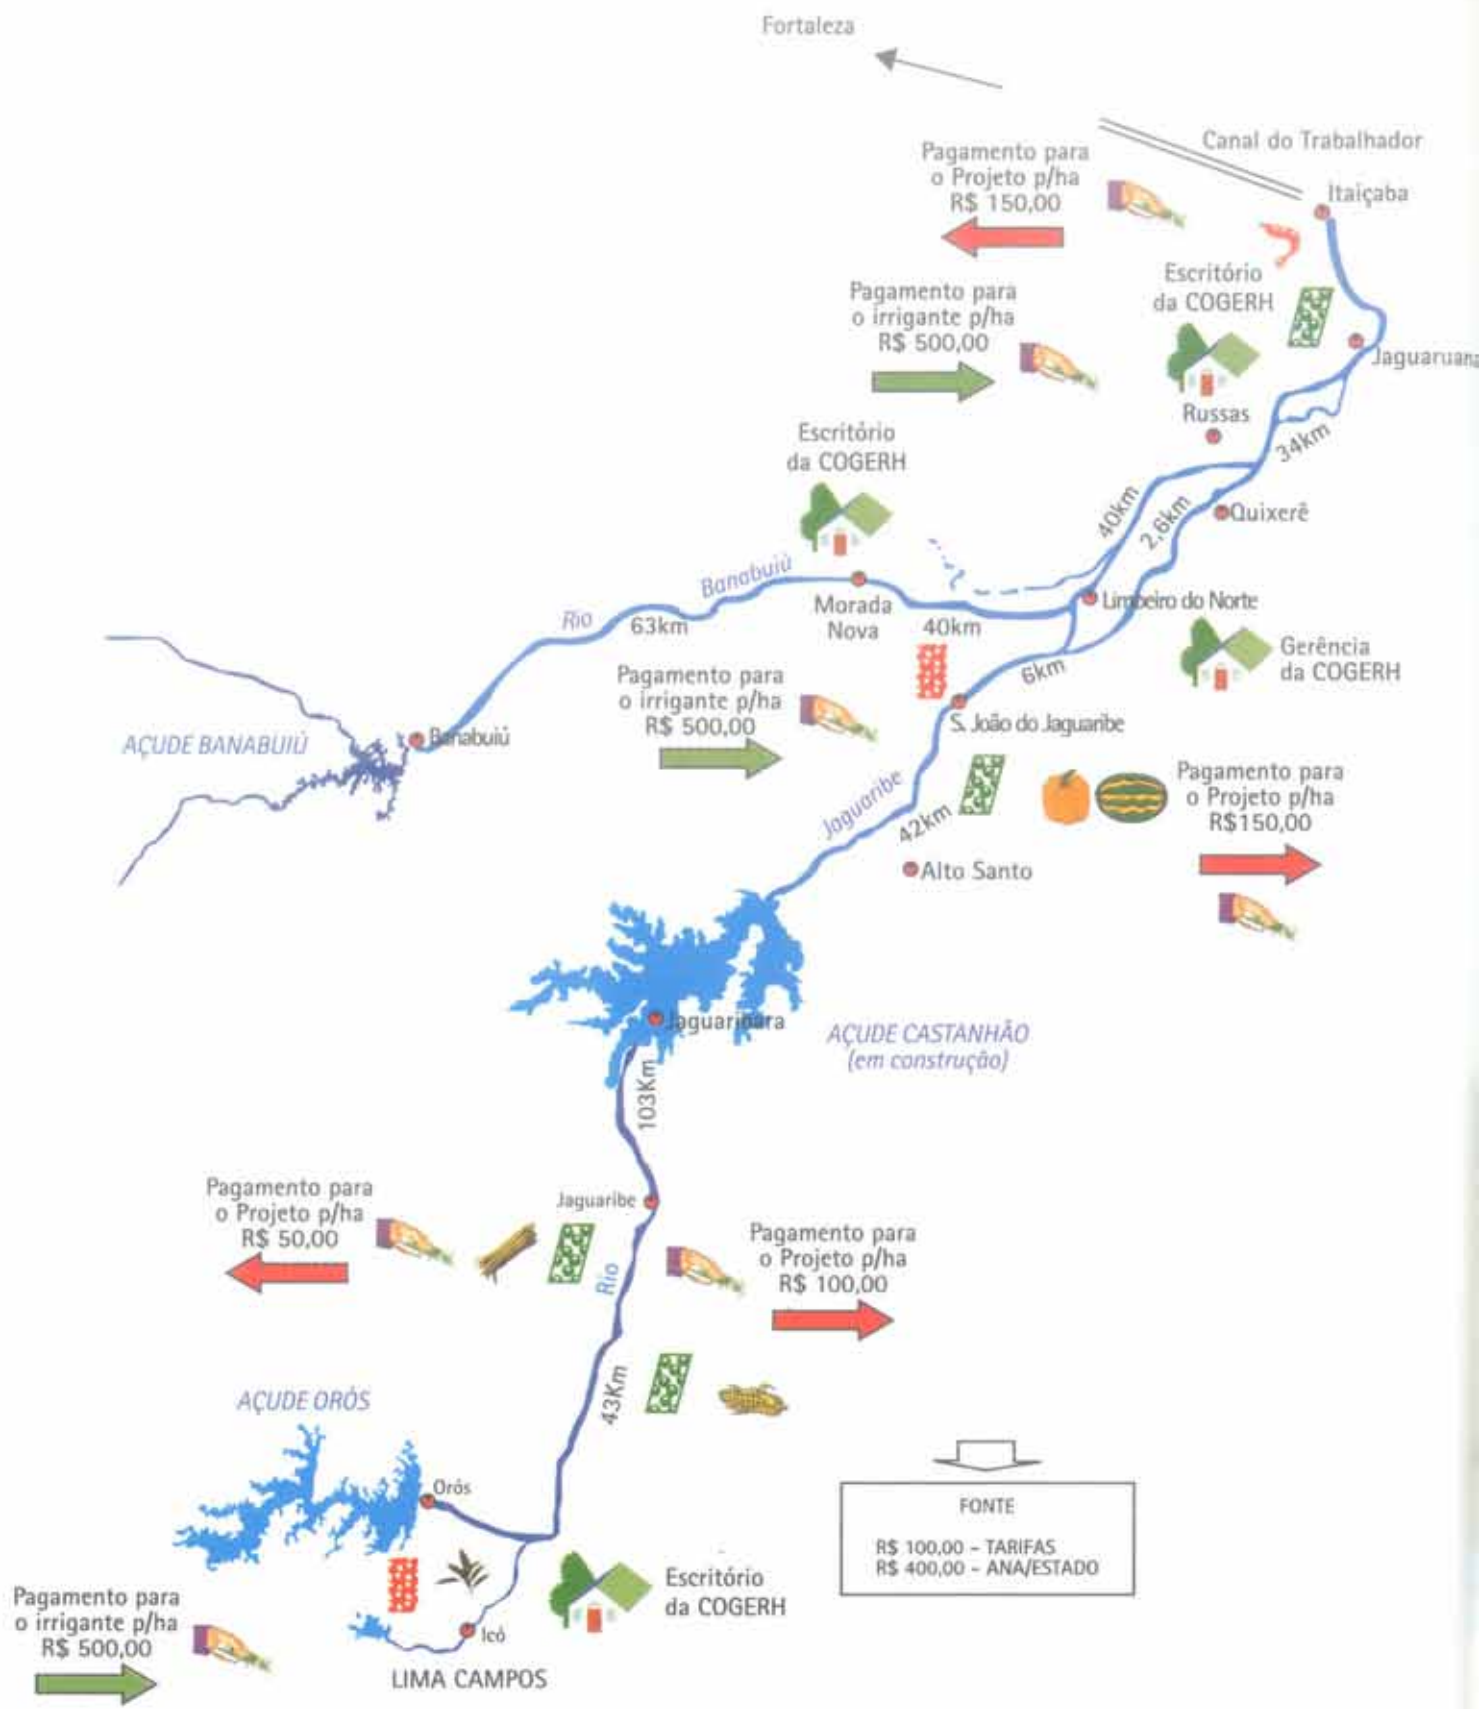 Fortaleza
Canal do Trabalhador
Pagamento para
o Projeto p/ha
R$ 150,00
Itaiçaba
Escritório
da COGERH
Pagamento para
o irrigante p/ha
R$ 500,00
Jaguaruana
Russas
34km
Escritório
da COGERH
40km
2,6km
Quixerê
Rio
Banabuiú
63km
Morada
Nova
40km
Limoeiro do Norte
Gerência
da COGERH
6km
Pagamento para
o irrigante p/ha
R$ 500,00
S. João do Jaguaribe
AÇUDE BANABUIÚ
Banabuiú
Jaguaribe
42km
Pagamento para
o Projeto p/ha
R$150,00
Alto Santo
Jaguaribara
AÇUDE CASTANHÃO
(em construção)
103Km
Pagamento para
o Projeto p/ha
R$ 50,00
Jaguaribe
Pagamento para
o Projeto p/ha
R$ 100,00
Rio
43Km
AÇUDE ORÓS
Orós
FONTE
R$ 100,00 - TARIFAS
R$ 400,00 - ANA/ESTADO
Escritório
da COGERH
Pagamento para
o irrigante p/ha
R$ 500,00
Icó
LIMA CAMPOS